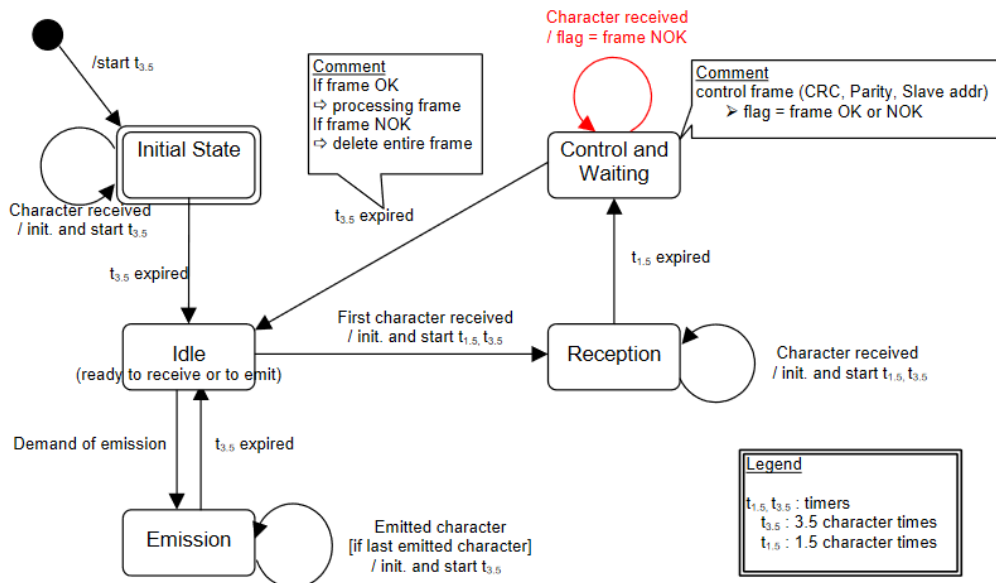 Character received
/ flag = frame NOK
/start t3.5
Comment
If frame OK
⇨ processing frame
If frame NOK
⇨ delete entire frame
Comment
control frame (CRC, Parity, Slave addr)
➢ flag = frame OK or NOK
Initial State
Control and
Waiting
Character received
/ init. and start t3.5
t3.5 expired
t3.5 expired
t1.5 expired
First character received
/ init. and start t1.5, t3.5
Idle
(ready to receive or to emit)
Reception
Character received
/ init. and start t1.5, t3.5
Demand of emission
t3.5 expired
Legend
t1.5, t3.5 : timers
t3.5 : 3.5 character times
t1.5 : 1.5 character times
Emission
Emitted character
[if last emitted character]
/ init. and start t3.5